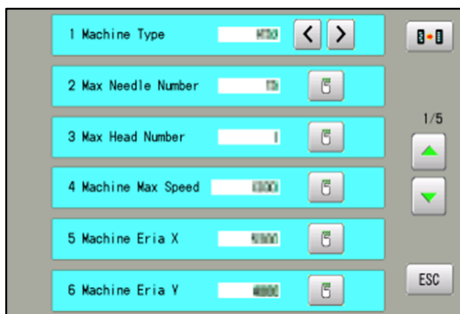 1 Machine Type
2 Max Needle Number
3 Max Head Number
1/5
4 Machine Max Speed
5 Machine Eria X
6 Machine Eria Y
ESC